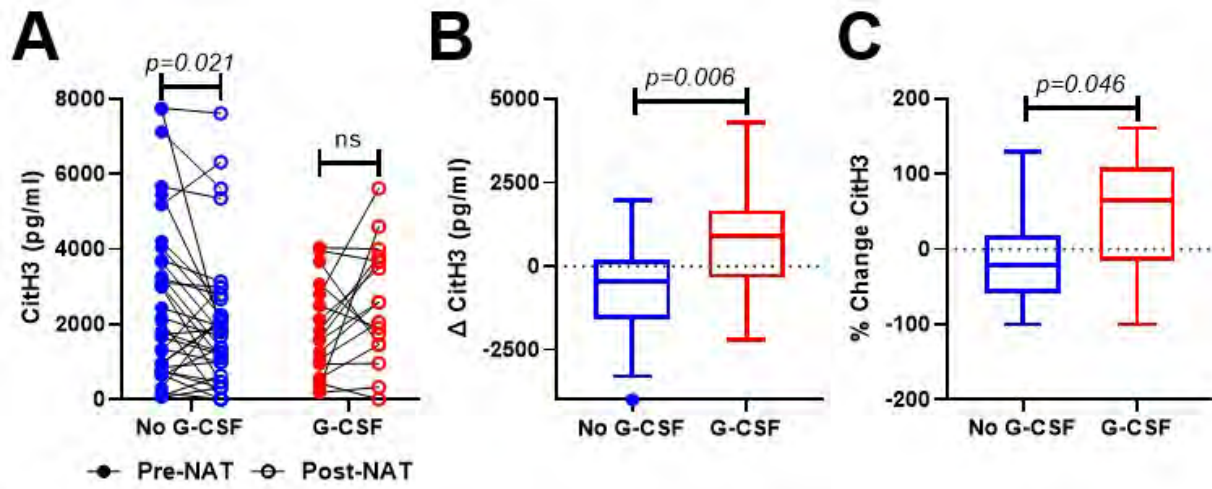 A
p=0.021
8000
6000
4000
2000
0
CitH3 (pg/ml)
ns
No G-CSF
G-CSF
Pre-NAT
Post-NAT
B
p=0.006
5000
2500
0
-2500
Δ CitH3 (pg/ml)
No G-CSF
G-CSF
C
p=0.046
200
100
0
-100
-200
% Change CitH3
No G-CSF
G-CSF